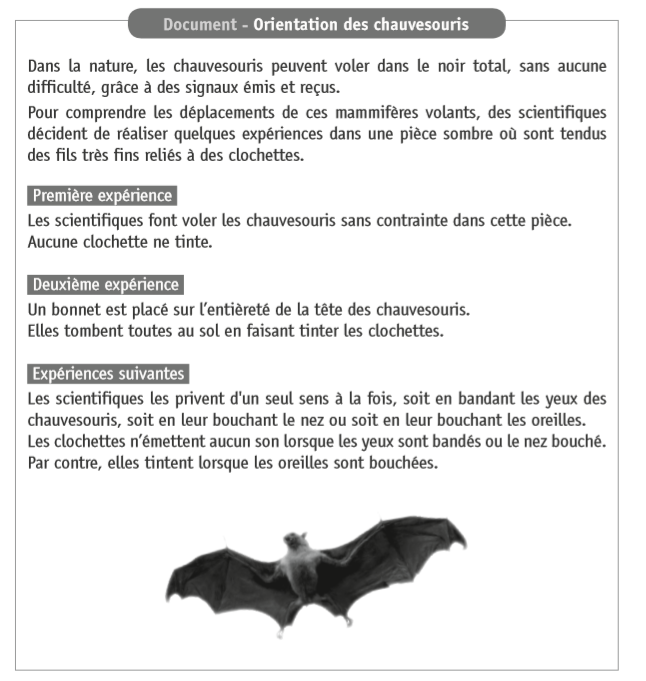 Document - Orientation des chauvesouris
Dans la nature, les chauvesouris peuvent voler dans le noir total, sans aucune
difficulté, grâce à des signaux émis et reçus.
Pour comprendre les déplacements de ces mammifères volants, des scientifiques
décident de réaliser quelques expériences dans une pièce sombre où sont tendus
des fils très fins reliés à des clochettes.
Première expérience
Les scientifiques font voler les chauvesouris sans contrainte dans cette pièce.
Aucune clochette ne tinte.
Deuxième expérience
Un bonnet est placé sur l'entièreté de la tête des chauvesouris.
Elles tombent toutes au sol en faisant tinter les clochettes.
Expériences suivantes
Les scientifiques les privent d'un seul sens à la fois, soit en bandant les yeux des
chauvesouris, soit en leur bouchant le nez ou soit en leur bouchant les oreilles.
Les clochettes n'émettent aucun son lorsque les yeux sont bandés ou le nez bouché.
Par contre, elles tintent lorsque les oreilles sont bouchées.